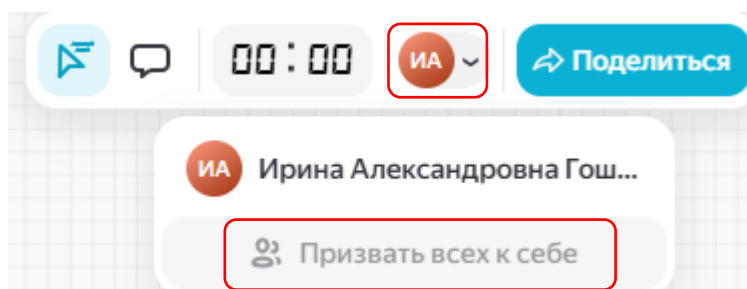 00:00 ИА Поделиться
ИА Ирина Александровна Гош...
Призвать всех к себе